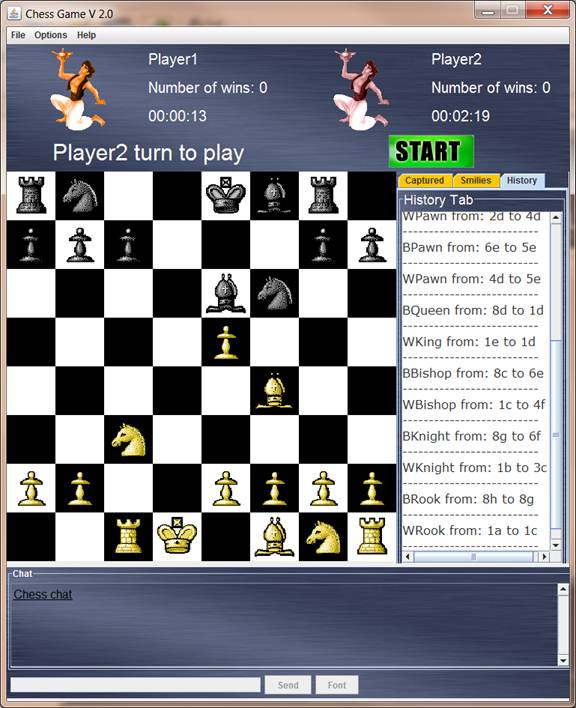 Chess Game V 2.0
File Options Help
Player1
Number of wins: 0
00:00:13
Player2
Number of wins: 0
00:02:19
Player2 turn to play
START
Captured Smilies History
History Tab
WPawn from: 2d to 4d
BPawn from: 6e to 5e
WPawn from: 4d to 5e
BQueen from: 8d to 1d
WKing from: 1e to 1d
BBishop from: 8c to 6e
WBishop from: 1c to 4f
BKnight from: 8g to 6f
WKnight from: 1b to 3c
BRook from: 8h to 8g
WRook from: 1a to 1c
Chat
Chess chat
Send Font